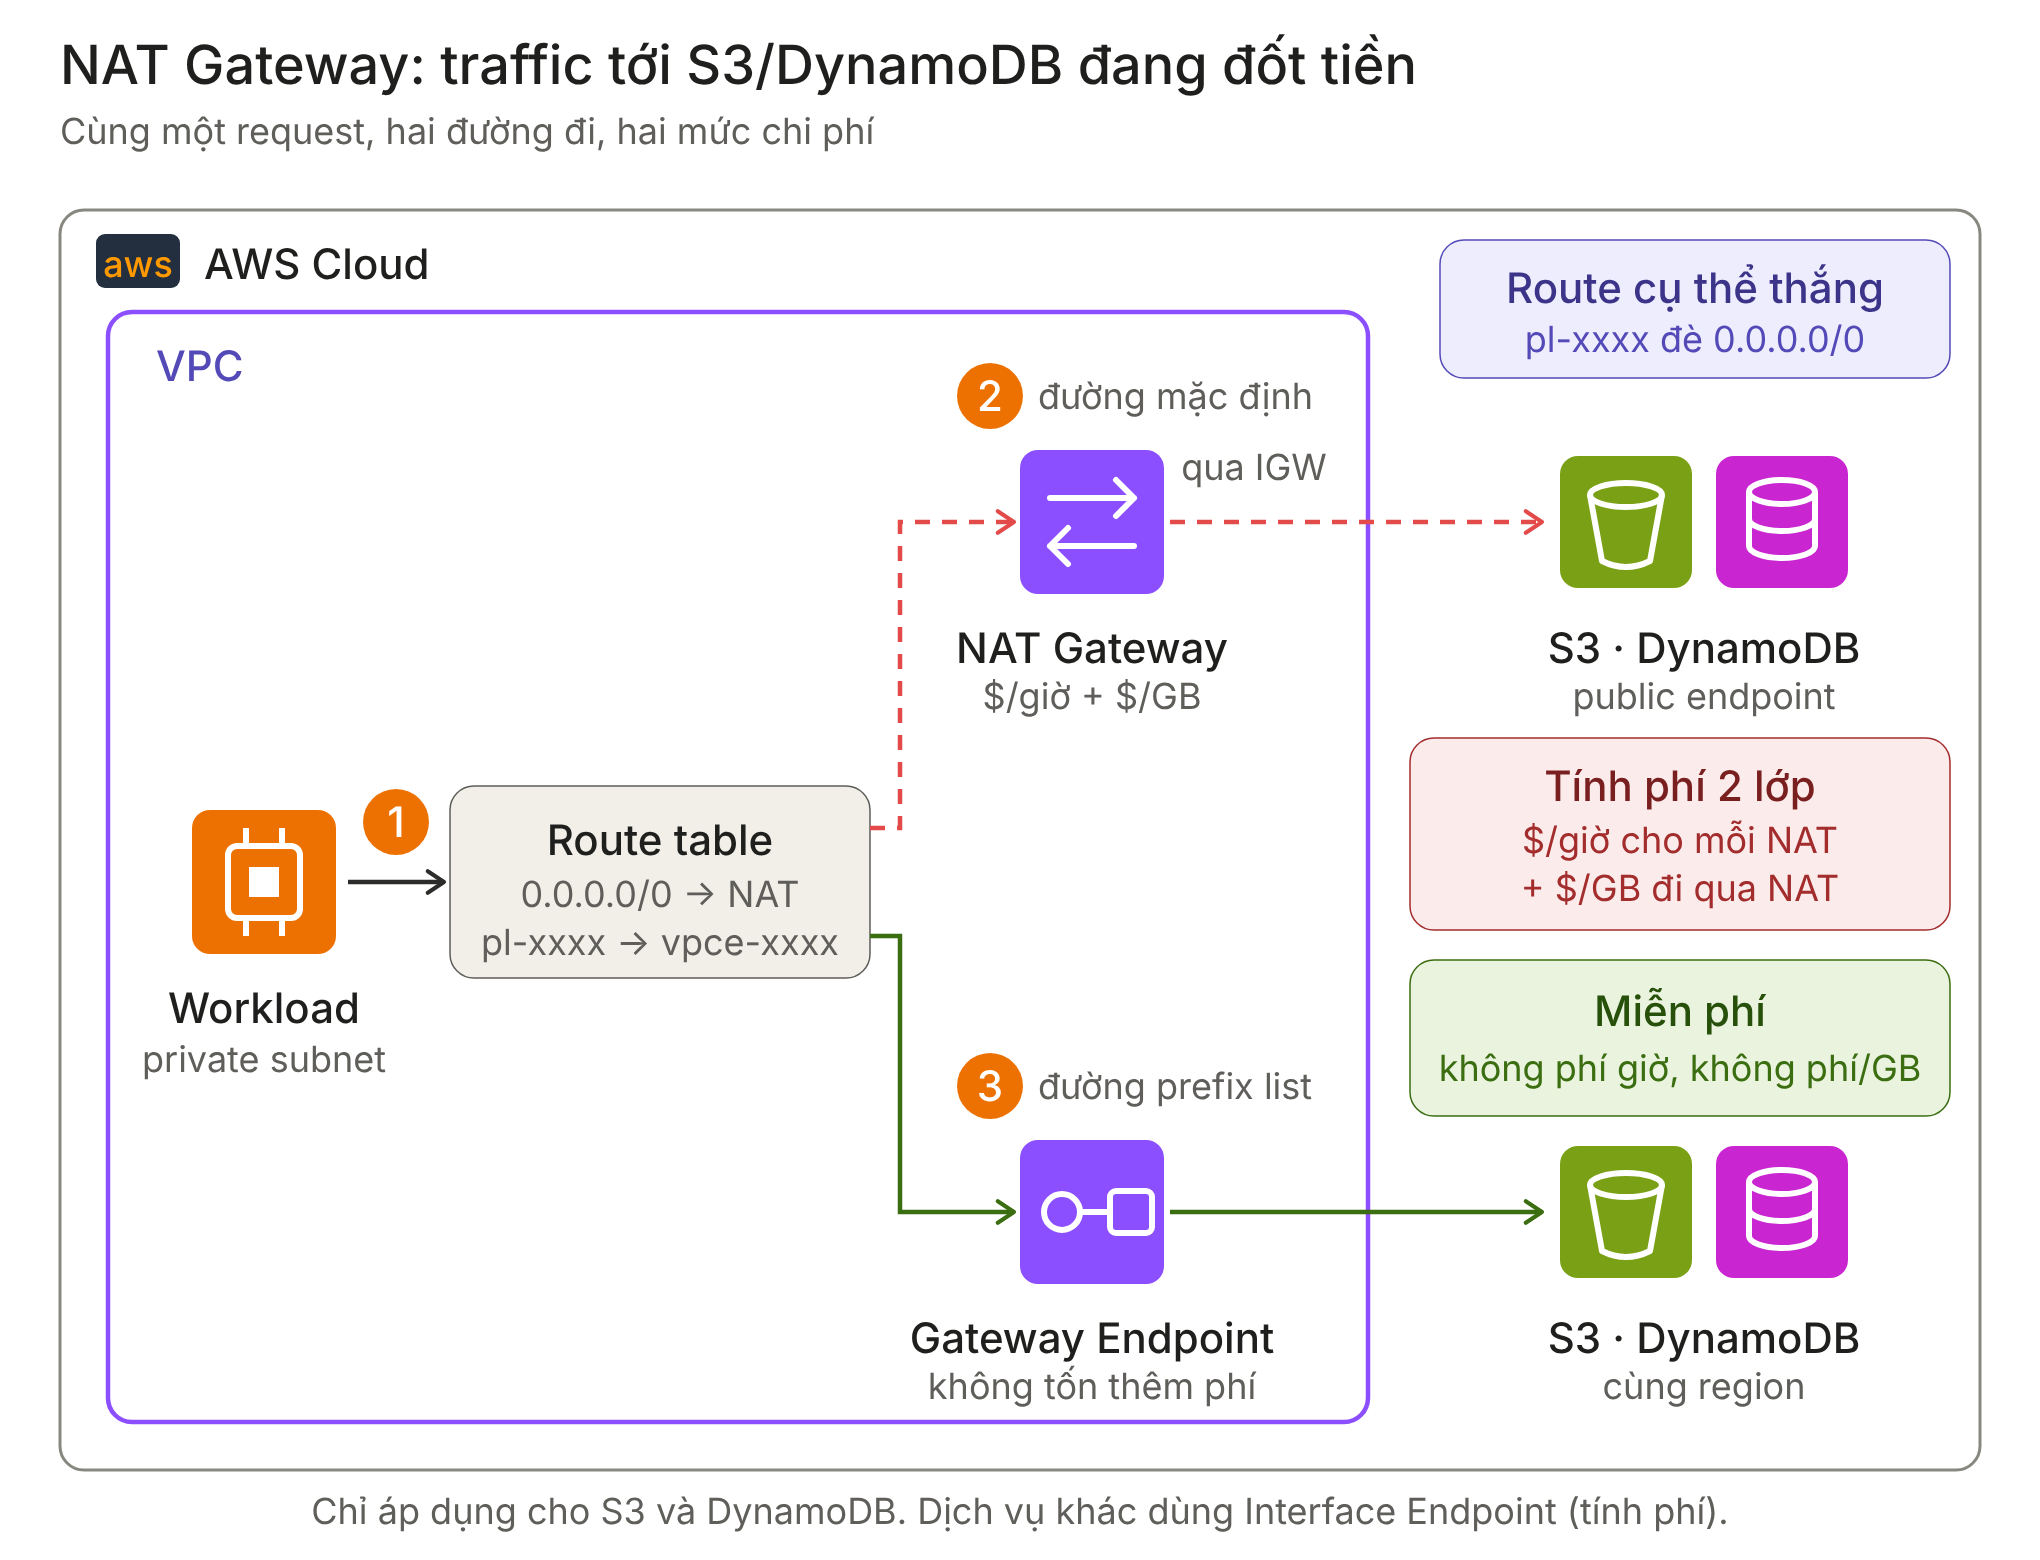 NAT Gateway: traffic tới S3/DynamoDB đang đốt tiền
Cùng một request, hai đường đi, hai mức chi phí
aws
AWS Cloud
Route cụ thể thắng
pl-xxxx đè 0.0.0.0/0
VPC
2
đường mặc định
qua IGW
NAT Gateway
$/giờ + $/GB
S3 · DynamoDB
public endpoint
Tính phí 2 lớp
$/giờ cho mỗi NAT
+ $/GB đi qua NAT
1
Route table
0.0.0.0/0 → NAT
pl-xxxx → vpce-xxxx
Workload
private subnet
Miễn phí
không phí giờ, không phí/GB
3
đường prefix list
Gateway Endpoint
không tốn thêm phí
S3 · DynamoDB
cùng region
Chỉ áp dụng cho S3 và DynamoDB. Dịch vụ khác dùng Interface Endpoint (tính phí).